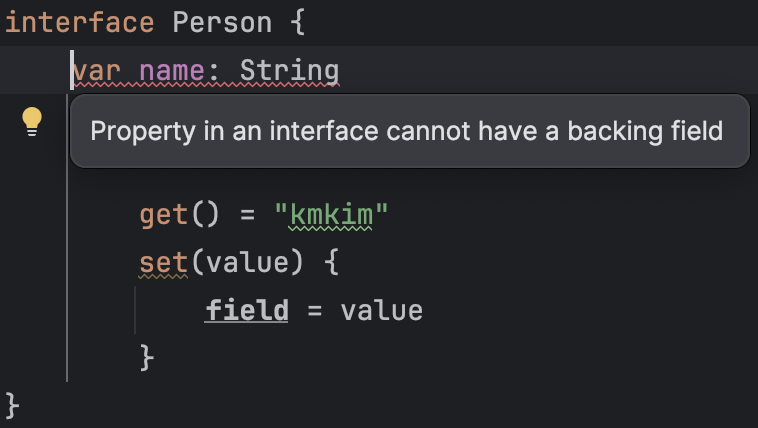 interface Person {
var name: String
Property in an interface cannot have a backing field
get() = "kmkim"
set(value) {
field = value
}
}